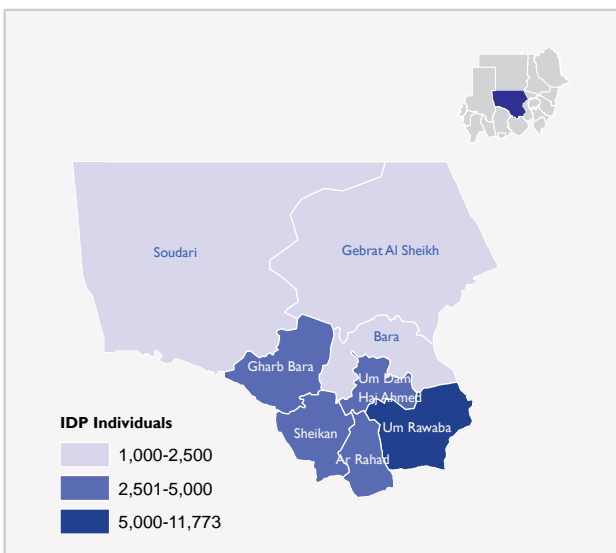 Soudari
Gebrat Al Sheikh
Bara
Gharb Bara
Um Dam
Haj Ahmed
Um Rawaba
Sheikan
Ar Rahad
IDP Individuals
1,000-2,500
2,501-5,000
5,000-11,773